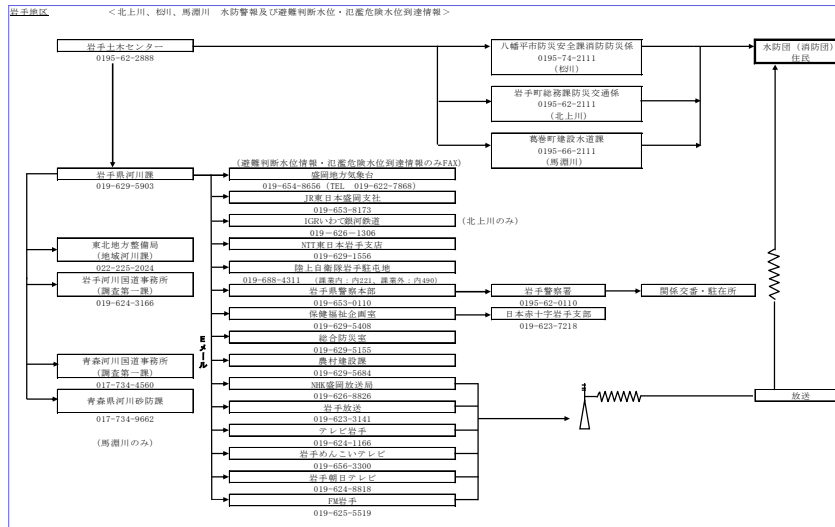 岩手地区
＜北上川、松川、馬淵川　水防警報及び避難判断水位・氾濫危険水位到達情報＞
岩手土木センター
0195-62-2888
八幡平市防災安全課消防防災係
0195-74-2111
（松川）
水防団（消防団）
住民
岩手町総務課防災交通係
0195-62-2111
（北上川）
葛巻町建設水道課
0195-66-2111
（馬淵川）
岩手県河川課
019-629-5903
（避難判断水位情報・氾濫危険水位到達情報のみFAX）
盛岡地方気象台
019-654-8656（TEL　019-622-7868）
JR東日本盛岡支社
019-653-8173
IGRいわて銀河鉄道
（北上川のみ）
019-626-1306
NTT東日本岩手支店
019-629-1556
陸上自衛隊岩手駐屯地
019-688-4311　（課業内：内221、課業外：内490）
岩手県警察本部
019-653-0110
岩手警察署
0195-62-0110
関係交番・駐在所
保健福祉企画室
019-629-5408
日本赤十字岩手支部
019-623-7218
総合防災室
019-629-5155
農村建設課
019-629-5684
NHK盛岡放送局
019-626-8826
岩手放送
019-623-3141
テレビ岩手
019-624-1166
岩手めんこいテレビ
019-656-3300
岩手朝日テレビ
019-624-8818
FM岩手
019-625-5519
Eメール
東北地方整備局
（地域河川課）
022-225-2024
岩手河川国道事務所
（調査第一課）
019-624-3166
青森河川国道事務所
（調査第一課）
017-734-4560
青森県河川砂防課
017-734-9662
（馬淵川のみ）
放送